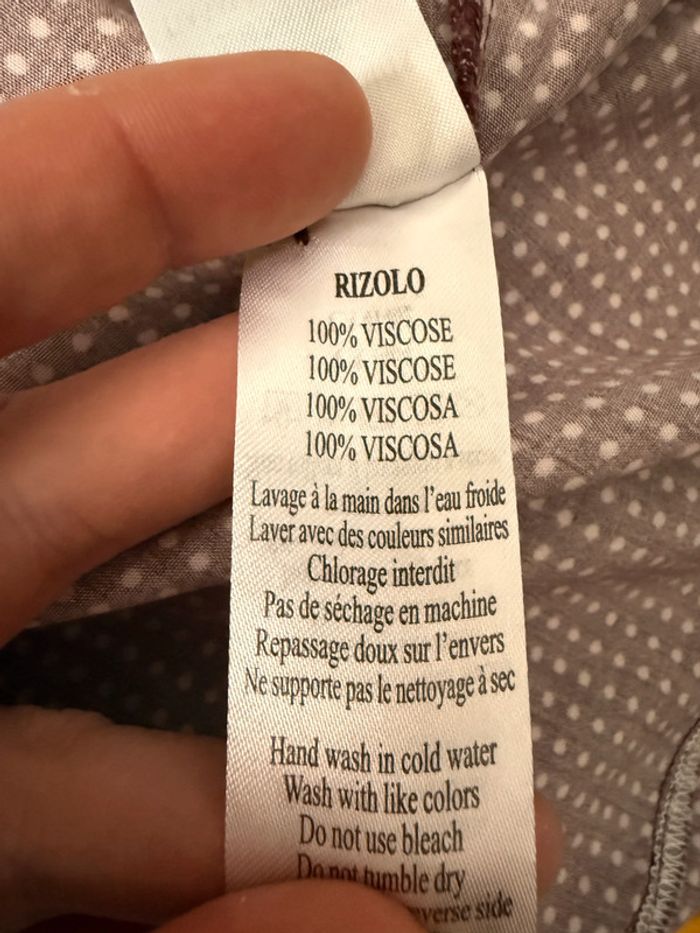 RIZOLO
100% VISCOSE
100% VISCOSE
100% VISCOSA
100% VISCOSA
Lavage à la main dans l'eau froide
Laver avec des couleurs similaires
Chlorage interdit
Pas de séchage en machine
Repassage doux sur l'envers
Ne supporte pas le nettoyage à sec
Hand wash in cold water
Wash with like colors
Do not use bleach
Do not tumble dry
side